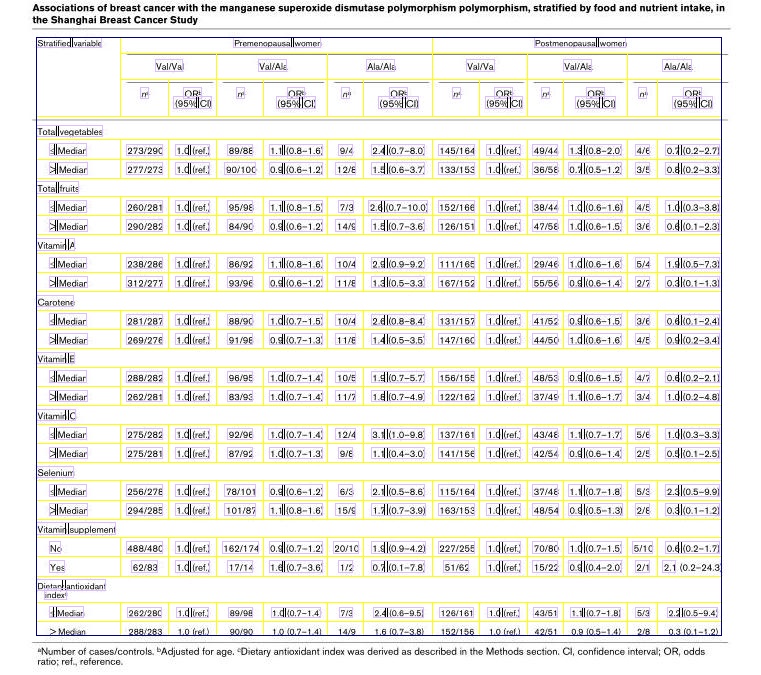 Associations of breast cancer with the manganese superoxide dismutase polymorphism polymorphism, stratified by food and nutrient intake, in
the Shanghai Breast Cancer Study
Stratified variable Premenopausal women Postmenopausal women
Val/Val Val/Ala Ala/Ala Val/Val Val/Ala Ala/Ala
nᵃ ORᵇ nᵃ ORᵇ nᵃ ORᵇ nᵃ ORᵇ nᵃ ORᵇ nᵃ ORᵇ
(95% CI) (95% CI) (95% CI) (95% CI) (95% CI) (95% CI)
Total vegetables
≤ Median 273/290 1.0 (ref.) 89/88 1.1 (0.8–1.6) 9/4 2.4 (0.7–8.0) 145/164 1.0 (ref.) 49/44 1.3 (0.8–2.0) 4/6 0.7 (0.2–2.7)
> Median 277/273 1.0 (ref.) 90/100 0.9 (0.6–1.2) 12/8 1.5 (0.6–3.7) 133/153 1.0 (ref.) 36/58 0.7 (0.5–1.2) 3/5 0.8 (0.2–3.3)
Total fruits
≤ Median 260/281 1.0 (ref.) 95/98 1.1 (0.8–1.5) 7/3 2.6 (0.7–10.0) 152/166 1.0 (ref.) 38/44 1.0 (0.6–1.6) 4/5 1.0 (0.3–3.8)
> Median 290/282 1.0 (ref.) 84/90 0.9 (0.6–1.2) 14/9 1.5 (0.7–3.6) 126/151 1.0 (ref.) 47/58 1.0 (0.6–1.5) 3/6 0.6 (0.1–2.3)
Vitamin A
≤ Median 238/286 1.0 (ref.) 86/92 1.1 (0.8–1.6) 10/4 2.9 (0.9–9.2) 111/165 1.0 (ref.) 29/46 1.0 (0.6–1.6) 5/4 1.9 (0.5–7.3)
> Median 312/277 1.0 (ref.) 93/96 0.9 (0.6–1.2) 11/8 1.3 (0.5–3.3) 167/152 1.0 (ref.) 55/56 0.9 (0.6–1.4) 2/7 0.3 (0.1–1.3)
Carotene
≤ Median 281/287 1.0 (ref.) 88/90 1.0 (0.7–1.5) 10/4 2.6 (0.8–8.4) 131/157 1.0 (ref.) 41/52 0.9 (0.6–1.5) 3/6 0.6 (0.1–2.4)
> Median 269/276 1.0 (ref.) 91/98 0.9 (0.7–1.3) 11/8 1.4 (0.5–3.5) 147/160 1.0 (ref.) 44/50 1.0 (0.6–1.6) 4/5 0.9 (0.2–3.4)
Vitamin E
≤ Median 288/282 1.0 (ref.) 96/95 1.0 (0.7–1.4) 10/5 1.9 (0.7–5.7) 156/155 1.0 (ref.) 48/53 0.9 (0.6–1.5) 4/7 0.6 (0.2–2.1)
> Median 262/281 1.0 (ref.) 83/93 1.0 (0.7–1.4) 11/7 1.8 (0.7–4.9) 122/162 1.0 (ref.) 37/49 1.1 (0.6–1.7) 3/4 1.0 (0.2–4.8)
Vitamin C
≤ Median 275/282 1.0 (ref.) 92/96 1.0 (0.7–1.4) 12/4 3.1 (1.0–9.8) 137/161 1.0 (ref.) 43/48 1.1 (0.7–1.7) 5/6 1.0 (0.3–3.3)
> Median 275/281 1.0 (ref.) 87/92 1.0 (0.7–1.3) 9/8 1.1 (0.4–3.0) 141/156 1.0 (ref.) 42/54 0.9 (0.6–1.4) 2/5 0.5 (0.1–2.5)
Selenium
≤ Median 256/278 1.0 (ref.) 78/101 0.9 (0.6–1.2) 6/3 2.1 (0.5–8.6) 115/164 1.0 (ref.) 37/48 1.1 (0.7–1.8) 5/3 2.3 (0.5–9.9)
> Median 294/285 1.0 (ref.) 101/87 1.1 (0.8–1.6) 15/9 1.7 (0.7–3.9) 163/153 1.0 (ref.) 48/54 0.9 (0.5–1.3) 2/8 0.3 (0.1–1.2)
Vitamin supplement
No 488/480 1.0 (ref.) 162/174 0.9 (0.7–1.2) 20/10 1.9 (0.9–4.2) 227/255 1.0 (ref.) 70/80 1.0 (0.7–1.5) 5/10 0.6 (0.2–1.7)
Yes 62/83 1.0 (ref.) 17/14 1.6 (0.7–3.6) 1/2 0.7 (0.1–7.8) 51/62 1.0 (ref.) 15/22 0.9 (0.4–2.0) 2/1 2.1 (0.2–24.3
Dietary antioxidant
indexᶜ
≤ Median 262/280 1.0 (ref.) 89/98 1.0 (0.7–1.4) 7/3 2.4 (0.6–9.5) 126/161 1.0 (ref.) 43/51 1.1 (0.7–1.8) 5/3 2.2 (0.5–9.4)
> Median 288/283 1.0 (ref.) 90/90 1.0 (0.7–1.4) 14/9 1.6 (0.7–3.8) 152/156 1.0 (ref.) 42/51 0.9 (0.5–1.4) 2/8 0.3 (0.1–1.2)
ᵃNumber of cases/controls. ᵇAdjusted for age. ᶜDietary antioxidant index was derived as described in the Methods section. CI, confidence interval; OR, odds
ratio; ref., reference.